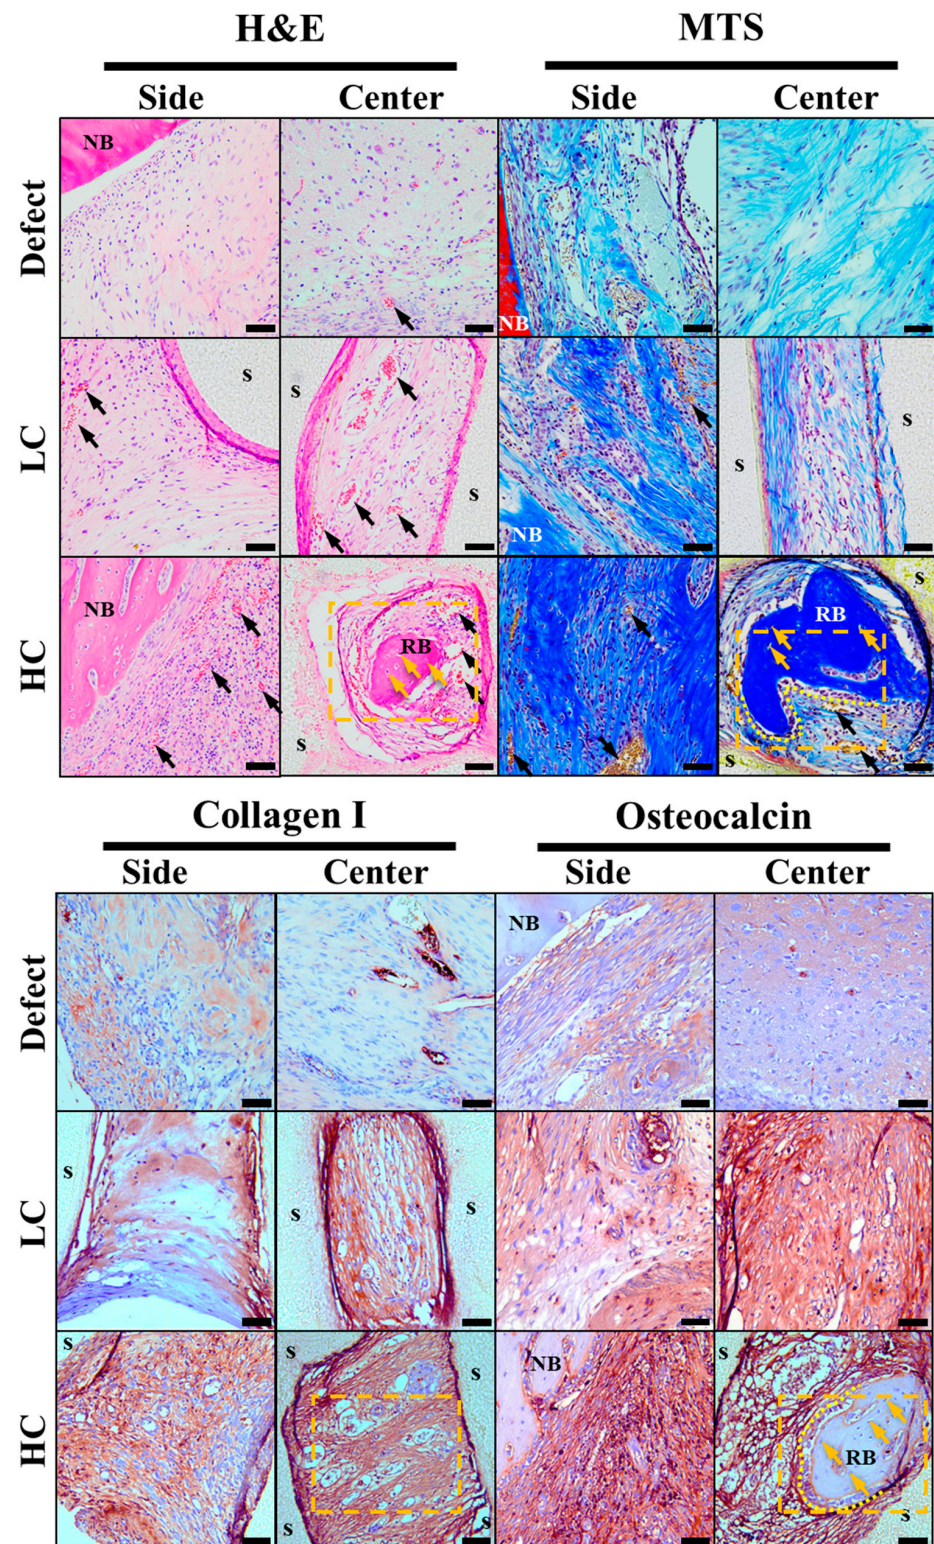 H&E MTS
Side Center Side Center
Defect
NB
NB
LC
s
s
s
NB
s
s
HC
NB
RB
s
RB
s
s
Collagen I Osteocalcin
Side Center Side Center
Defect
NB
LC
s
s
s
HC
s
s
s
s
s
NB
s
RB
s